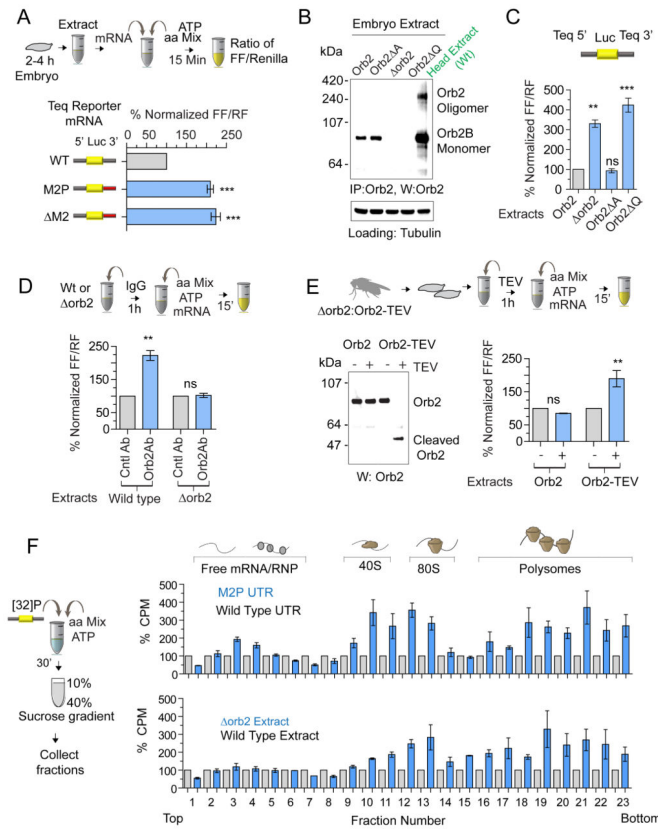 A
Extract
mRNA
ATP
aa Mix
15 Min
Ratio of
FF/Renilla
2-4 h
Embryo
Teq Reporter
mRNA
% Normalized FF/RF
5' Luc 3'
0 100 250
WT
M2P
***
ΔM2
***
B
Embryo Extract
Orb2
Orb2ΔA
Δorb2
Orb2ΔQ
Head Extract
(Wt)
kDa
420
240
107
64
Orb2
Oligomer
Orb2B
Monomer
IP:Orb2, W:Orb2
Loading: Tubulin
C
Teq 5' Luc Teq 3'
% Normalized FF/RF
500
400
300
200
100
0
**
ns
***
Extracts
Orb2
Δorb2
Orb2ΔA
Orb2ΔQ
D
Wt or
Δorb2
IgG
1h
aa Mix
ATP
mRNA
15'
% Normalized FF/RF
300
250
200
150
100
50
0
**
ns
Cntl Ab
Orb2Ab
Cntl Ab
Orb2Ab
Extracts
Wild type
Δorb2
E
Δorb2:Orb2-TEV
TEV
1h
aa Mix
ATP
mRNA
15'
Orb2 Orb2-TEV
kDa
- + - + TEV
107
64
47
Orb2
Cleaved
Orb2
W: Orb2
% Normalized FF/RF
300
250
200
150
100
50
0
ns
**
- + - +
Extracts
Orb2 Orb2-TEV
F
[32]P
aa Mix
ATP
30'
10%
40%
Sucrose gradient
Collect
fractions
Free mRNA/RNP
40S
80S
Polysomes
M2P UTR
Wild Type UTR
% CPM
500
400
300
200
100
0
Δorb2 Extract
Wild Type Extract
% CPM
500
400
300
200
100
0
1 2 3 4 5 6 7 8 9 10 11 12 13 14 15 16 17 18 19 20 21 22 23
Top Fraction Number Bottom